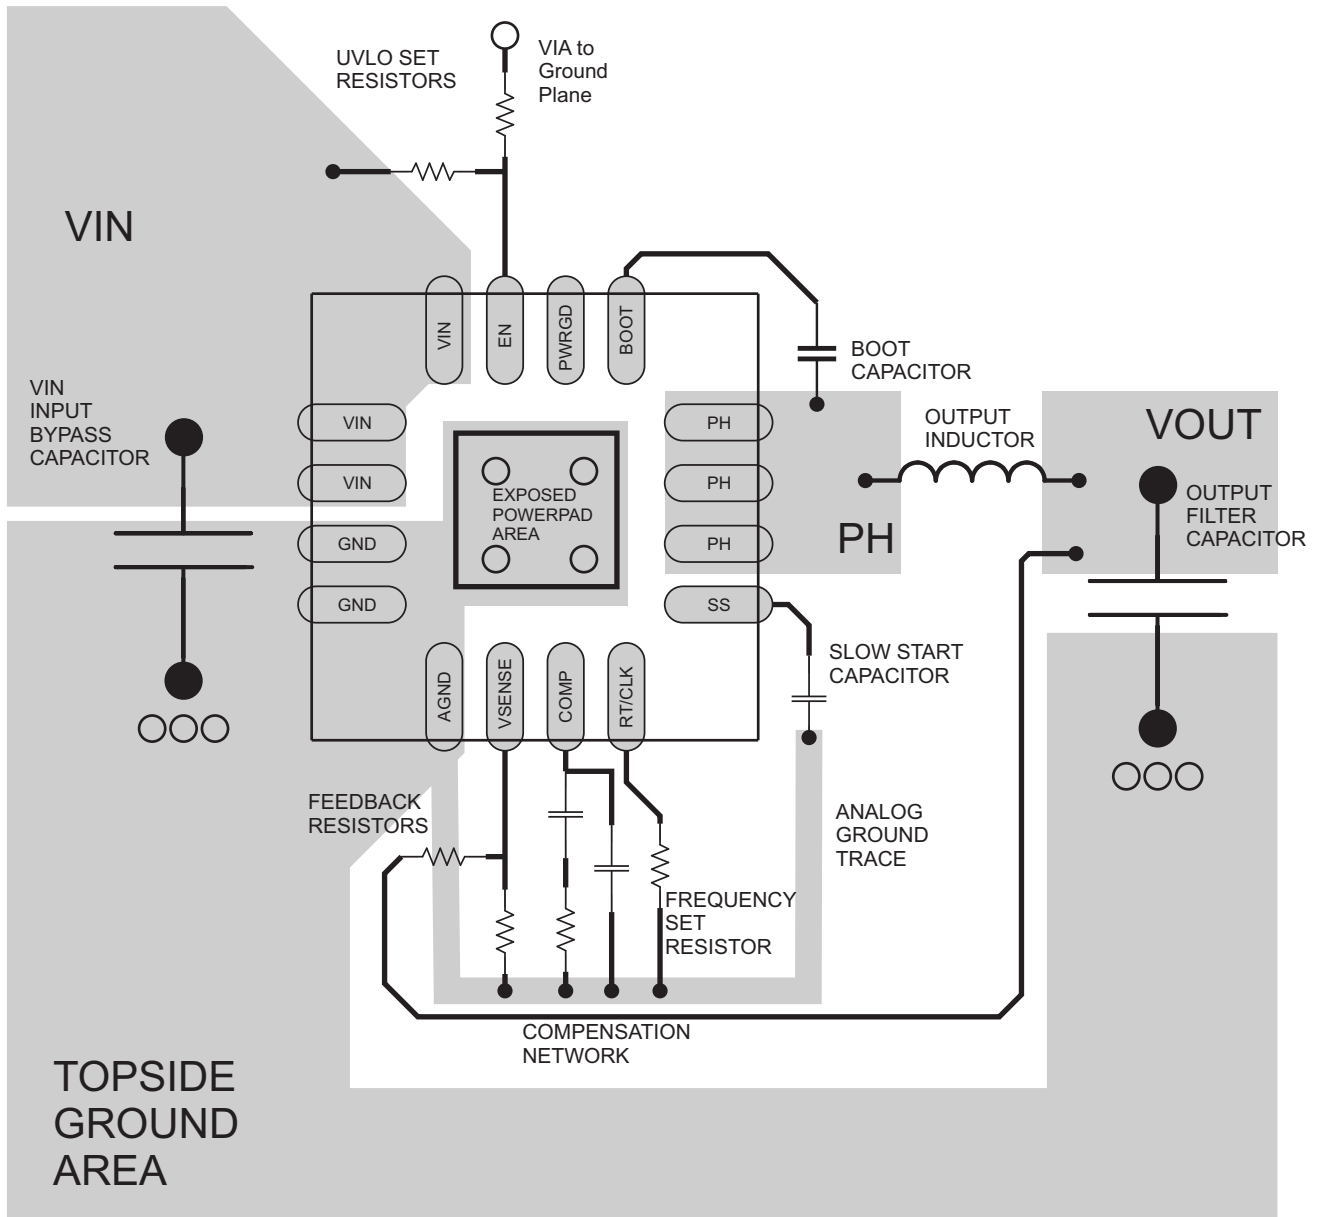 UVLO SET
RESISTORS
VIA to
Ground
Plane
VIN
VIN
EN
PWRGD
BOOT
BOOT
CAPACITOR
VIN
INPUT
BYPASS
CAPACITOR
VIN
VIN
GND
GND
EXPOSED
POWERPAD
AREA
PH
PH
PH
SS
PH
OUTPUT
INDUCTOR
VOUT
OUTPUT
FILTER
CAPACITOR
AGND
VSENSE
COMP
RT/CLK
SLOW START
CAPACITOR
FEEDBACK
RESISTORS
ANALOG
GROUND
TRACE
FREQUENCY
SET
RESISTOR
COMPENSATION
NETWORK
TOPSIDE
GROUND
AREA